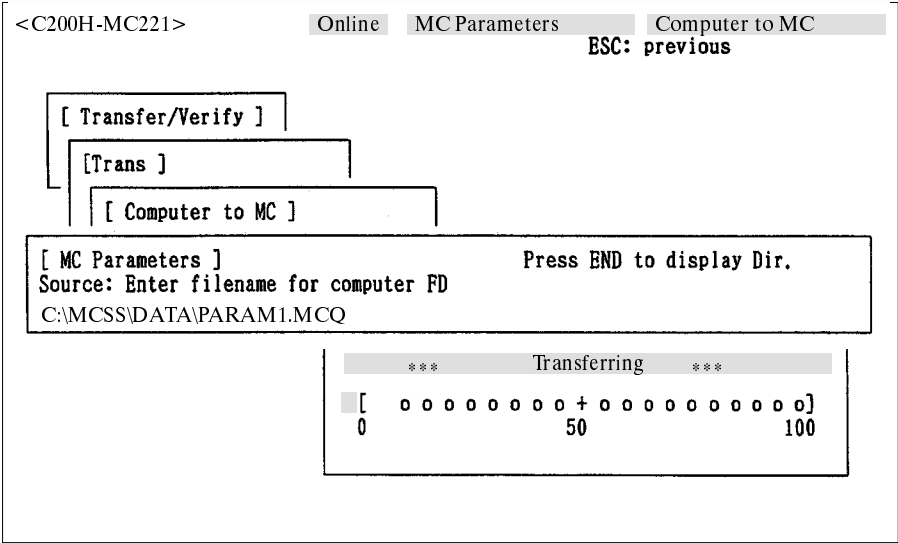 <C200H-MC221> Online MC Parameters Computer to MC
ESC: previous
[ Transfer/Verify ]
[Trans ]
[ Computer to MC ]
[ MC Parameters ] Press END to display Dir.
Source: Enter filename for computer FD
C:\MCSS\DATA\PARAM1.MCQ
*** Transferring ***
[ o o o o o o o o + o o o o o o o o o o]
0 50 100